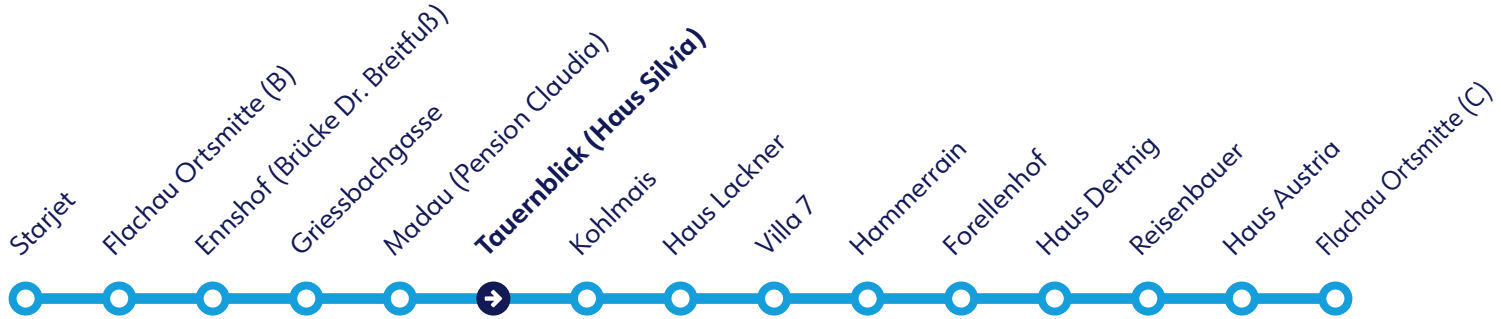 Starjet
Flachau Ortsmitte (B)
Ennshof (Brücke Dr. Breitfuß)
Griessbachgasse
Madau (Pension Claudia)
Tauernblick (Haus Silvia)
Kohlmais
Haus Lackner
Villa 7
Hammerrain
Forellenhof
Haus Dertnig
Reisenbauer
Haus Austria
Flachau Ortsmitte (C)